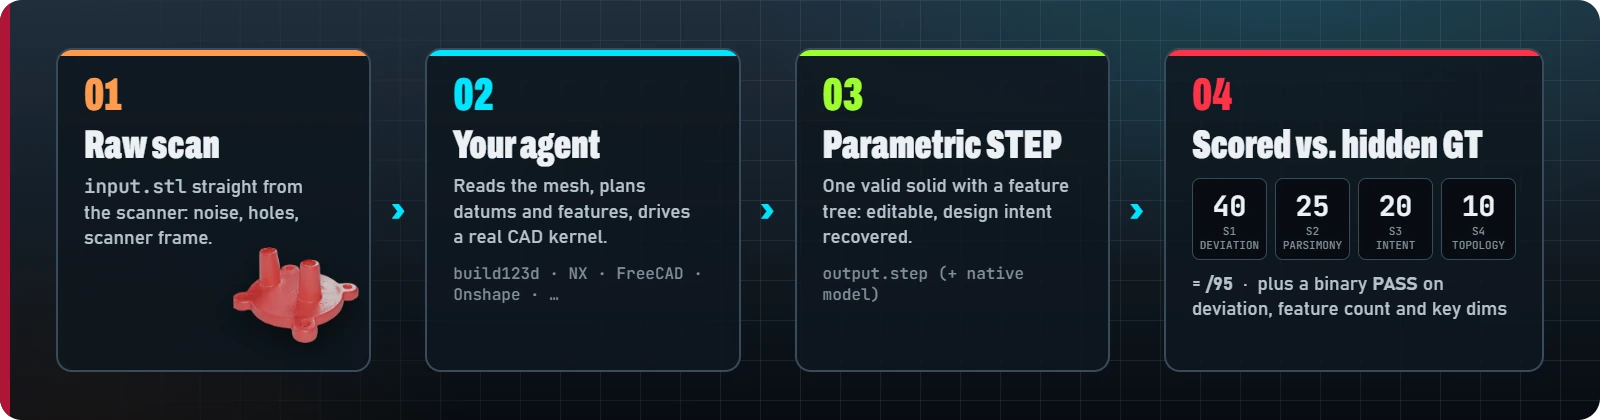 01
Raw scan
input.stl straight from
the scanner: noise, holes,
scanner frame.
›
02
Your agent
Reads the mesh, plans
datums and features, drives
a real CAD kernel.
build123d · NX · FreeCAD ·
Onshape · …
›
03
Parametric STEP
One valid solid with a feature
tree: editable, design intent
recovered.
output.step (+ native
model)
›
04
Scored vs. hidden GT
40
S1
DEVIATION
25
S2
PARSIMONY
20
S3
INTENT
10
S4
TOPOLOGY
= /95 · plus a binary PASS on
deviation, feature count and key dims